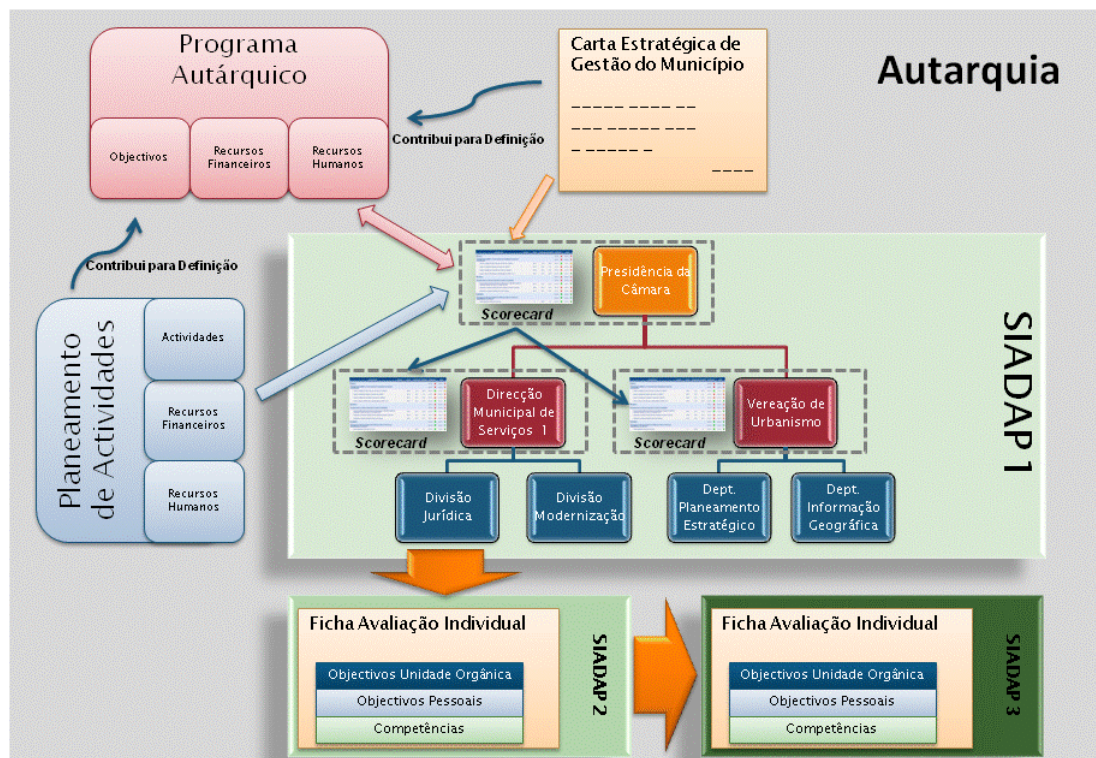 Programa
Autárquico
Objectivos
Recursos
Financeiros
Recursos
Humanos
Carta Estratégica de
Gestão do Município
Autarquia
Contribui para Definição
Contribui para Definição
Planeamento
de Actividades
Actividades
Recursos
Financeiros
Recursos
Humanos
Scorecard
Presidência da
Câmara
SIADAP 1
Scorecard
Direcção
Municipal de
Serviços 1
Scorecard
Vereação de
Urbanismo
Divisão
Jurídica
Divisão
Modernização
Dept.
Planeamento
Estratégico
Dept.
Informação
Geográfica
Ficha Avaliação Individual
Objectivos Unidade Orgânica
Objectivos Pessoais
Competências
SIADAP 2
Ficha Avaliação Individual
Objectivos Unidade Orgânica
Objectivos Pessoais
Competências
SIADAP 3